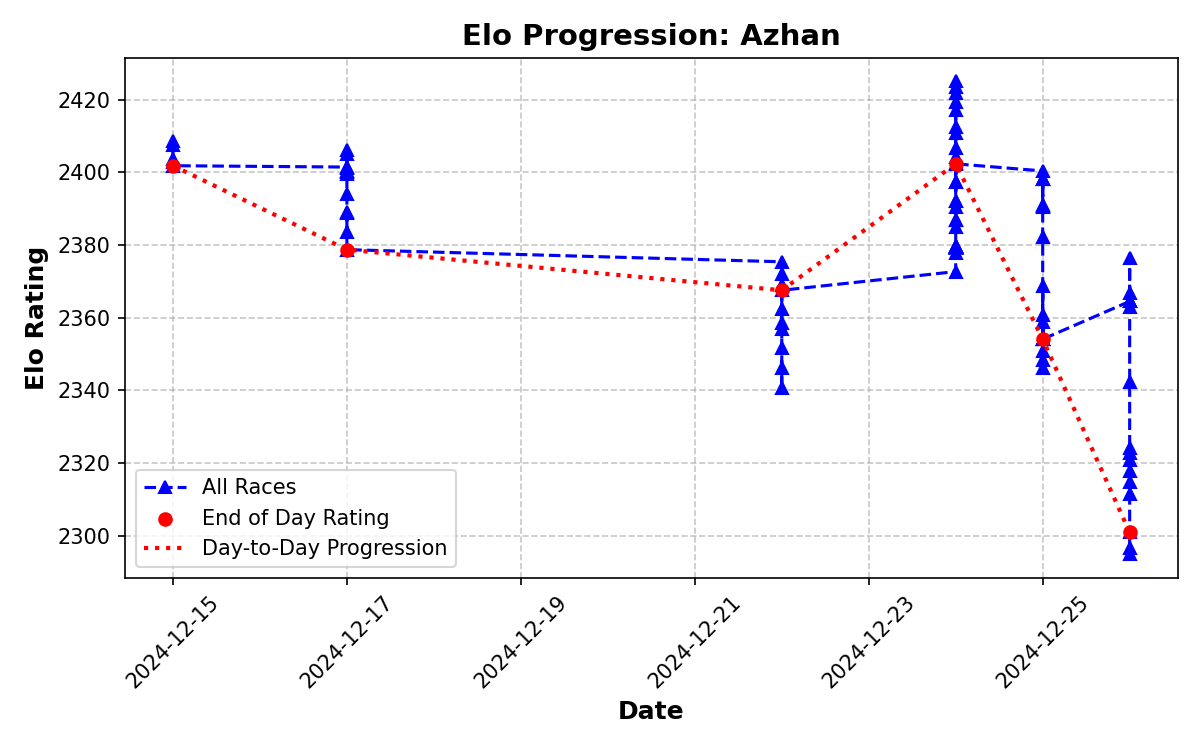 Elo Progression: Azhan
Elo Rating
2420
2400
2380
2360
2340
2320
2300
All Races
End of Day Rating
Day-to-Day Progression
2024-12-15
2024-12-17
2024-12-19
2024-12-21
2024-12-23
2024-12-25
Date